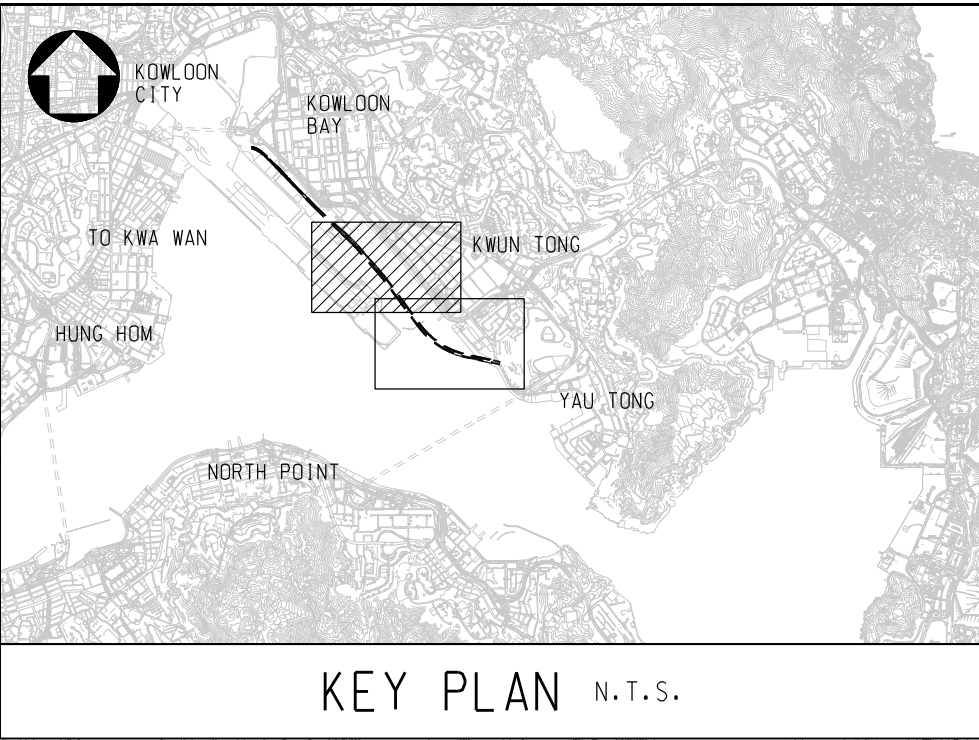 KOWLOON
CITY
KOWLOON
BAY
TO KWA WAN
KWUN TONG
HUNG HOM
YAU TONG
NORTH POINT
KEY PLAN N.T.S.